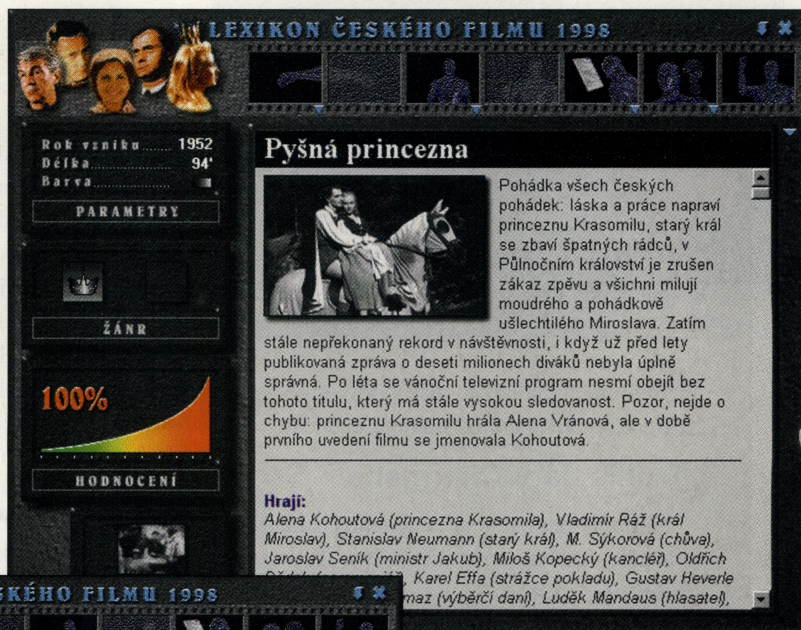 LEXIKON ČESKÉHO FILMU 1998
Rok vzniku 1952
Délka 94'
Barva
PARAMETRY
ŽÁNR
100%
HODNOCENÍ
Pyšná princezna
Pohádka všech českých
pohádek: láska a práce napraví
princeznu Krasomilu, starý král
se zbaví špatných rádců, v
Půlnočním království je zrušen
zákaz zpěvu a všichni milují
moudrého a pohádkově
ušlechtilého Miroslava. Zatím
stále nepřekonaný rekord v návštěvnosti, i když už před lety
publikovaná zpráva o deseti milionech diváků nebyla úplně
správná. Po léta se vánoční televizní program nesmí obejít bez
tohoto titulu, který má stále vysokou sledovanost. Pozor, nejde o
chybu: princeznu Krasomilu hrála Alena Vránová, ale v době
prvního uvedení filmu se jmenovala Kohoutová.
Hrají:
Alena Kohoutová (princezna Krasomila), Vladimír Ráž (král
Miroslav), Stanislav Neumann (starý král), M. Sýkorová (chůva),
Jaroslav Seník (ministr Jakub), Miloš Kopecký (kancléř), Oldřich
Karel Effa (strážce pokladu), Gustav Heverle
(výběrčí daní), Luděk Mandaus (hlasatel),
SKÉHO FILMU 1998